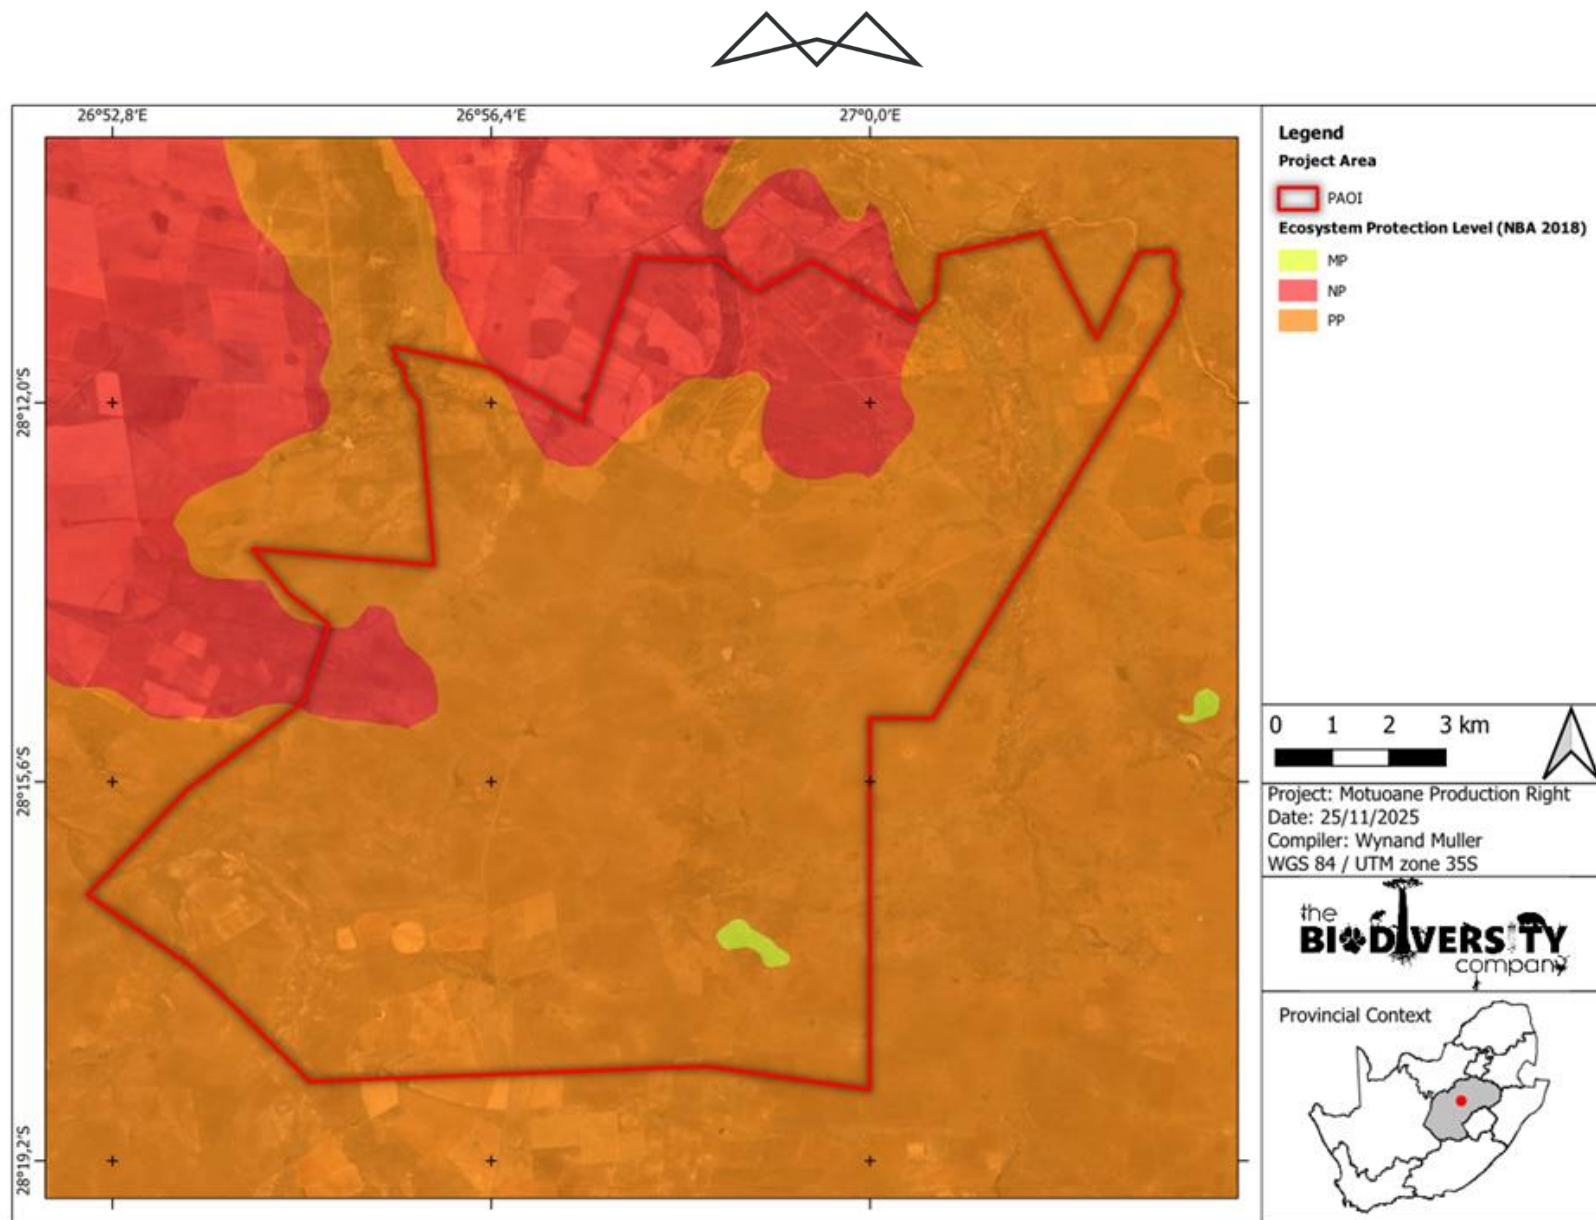 26°52,8'E 26°56,4'E 27°0,0'E
28°12,0'S
28°15,6'S
28°19,2'S
Legend
Project Area
PAOI
Ecosystem Protection Level (NBA 2018)
MP
NP
PP
0 1 2 3 km
Project: Motuoane Production Right
Date: 25/11/2025
Compiler: Wynand Muller
WGS 84 / UTM zone 35S
the
BIODIVERSITY
company
Provincial Context